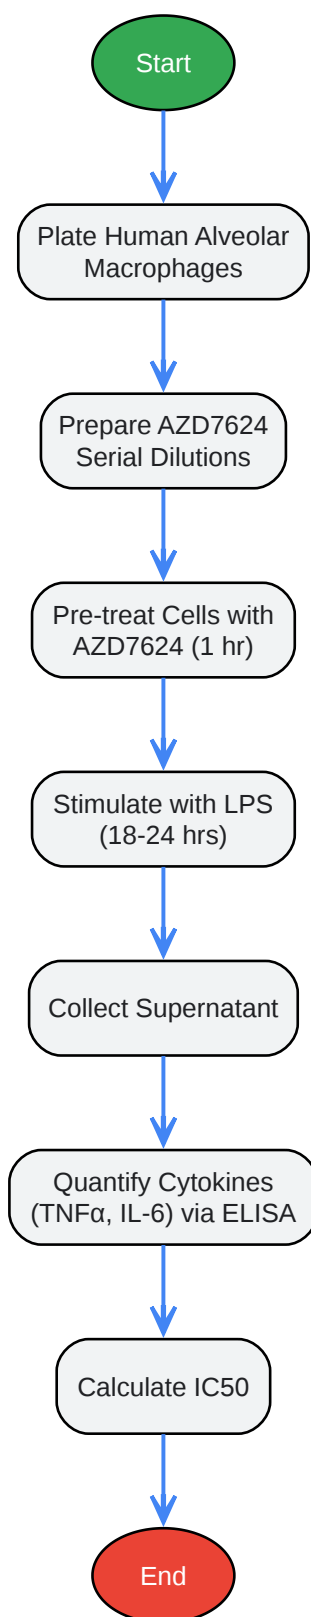 Start
Plate Human Alveolar
Macrophages
Prepare AZD7624
Serial Dilutions
Pre-treat Cells with
AZD7624 (1 hr)
Stimulate with LPS
(18-24 hrs)
Collect Supernatant
Quantify Cytokines
(TNFα, IL-6) via ELISA
Calculate IC50
End